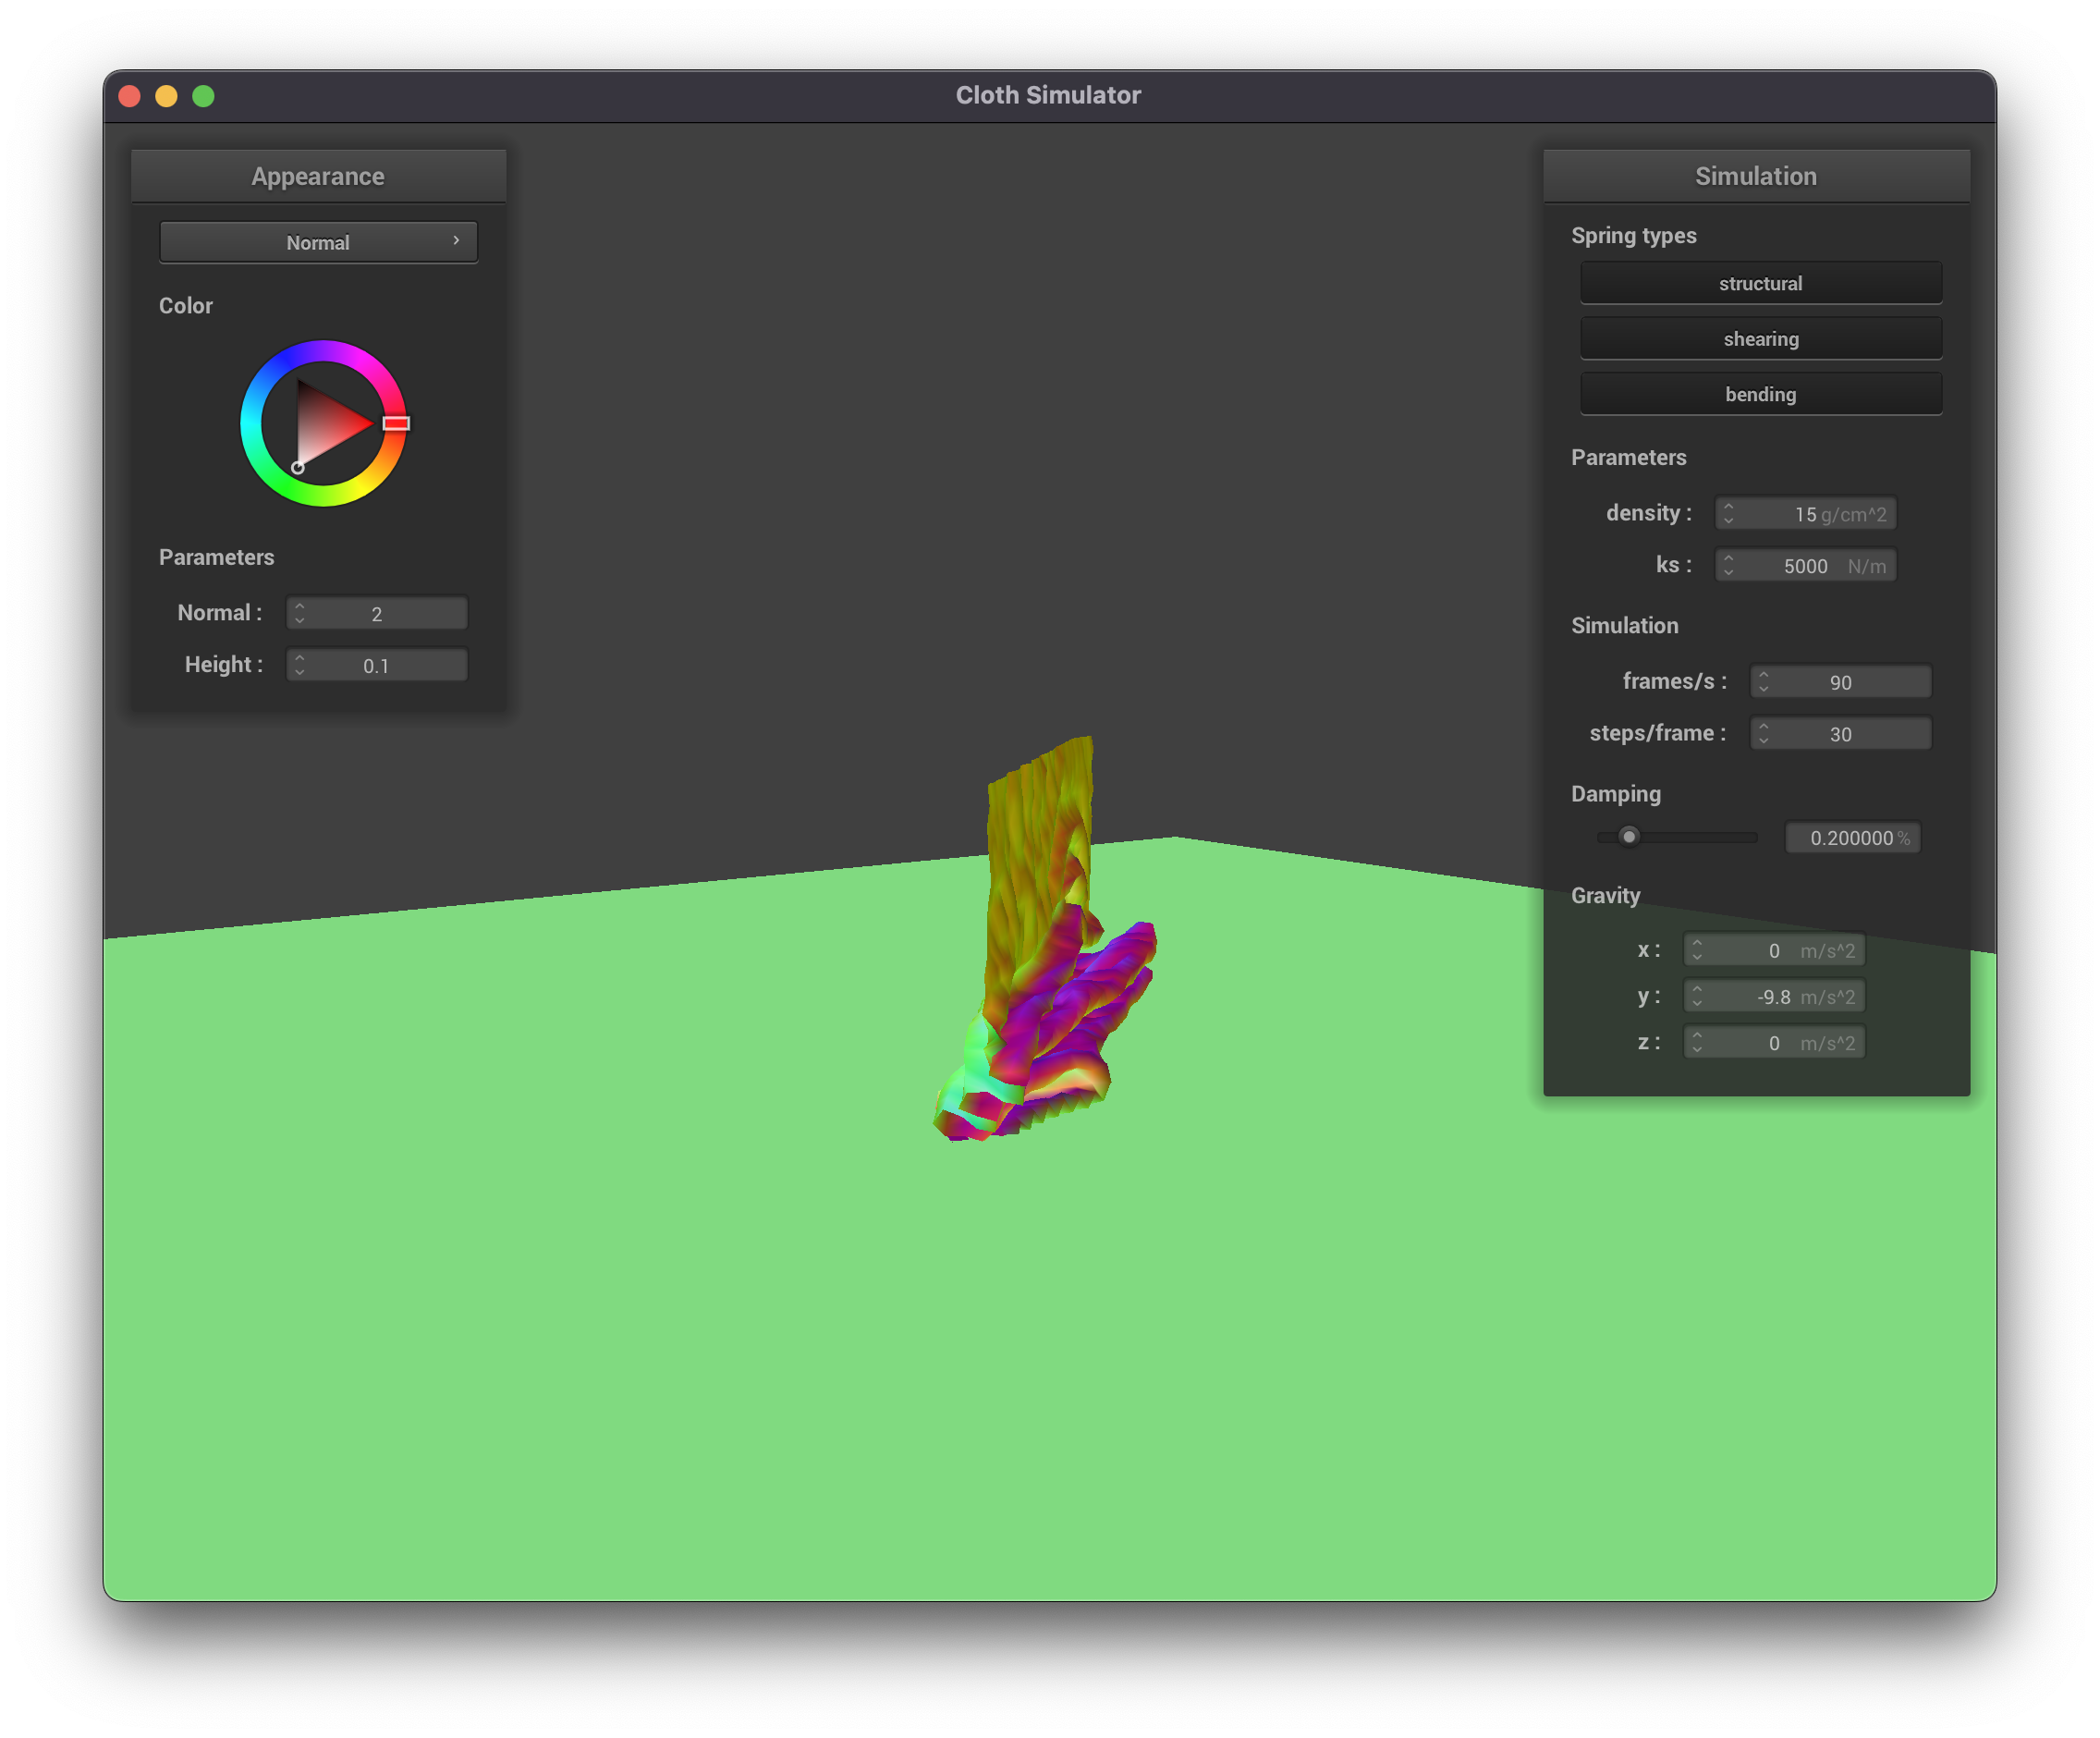 Cloth Simulator
Appearance
Normal
Color
Parameters
Normal : 2
Height : 0.1
Simulation
Spring types
structural
shearing
bending
Parameters
density : 15 g/cm^2
ks : 5000 N/m
Simulation
frames/s : 90
steps/frame : 30
Damping
0.200000 %
Gravity
x : 0 m/s^2
y : -9.8 m/s^2
z : 0 m/s^2